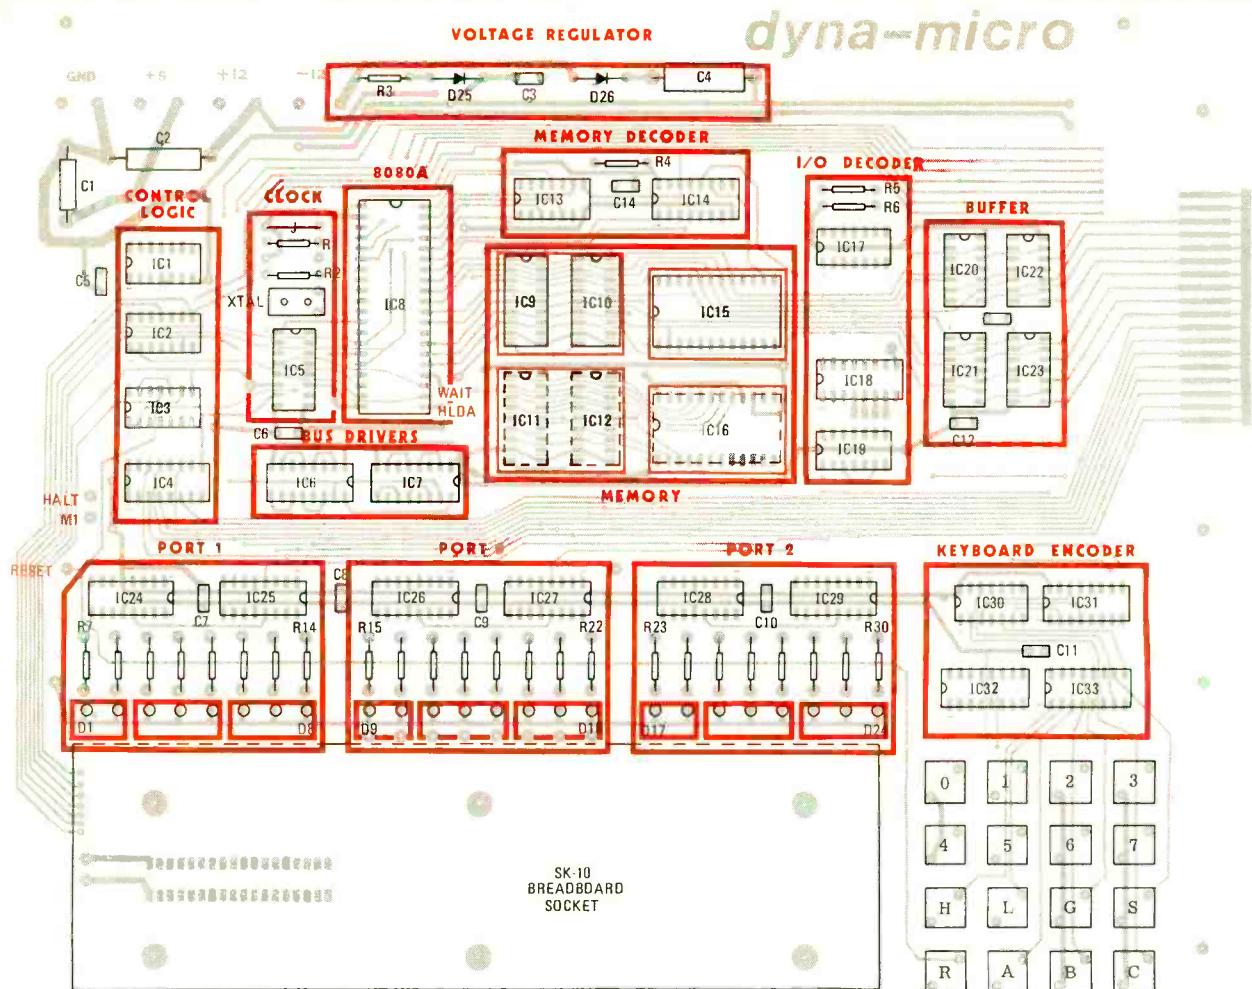 dyna-micro
VOLTAGE REGULATOR
GND +5 +12 -12
R3 D25 C3 D26 C4
MEMORY DECODER
C2
R4
I/O DECODER
8080A
C1
CONTROL
LOGIC
CLOCK
IC13 C14 IC14
R5
R6
BUFFER
J
R
IC17
IC1
C5
R2
IC20 IC22
XTAL
IC9 IC10 IC15
IC8
IC2
IC5
IC21 IC23
IC18
IC3
WAIT
HLDA
IC11 IC12 IC16
C6
BUS DRIVERS
C12
IC19
IC4
IC6 IC7
HALT
M1
MEMORY
PORT 1
PORT
PORT 2
KEYBOARD ENCODER
RESET
C8
IC24 C7 IC25
IC26 C9 IC27
IC28 C10 IC29
IC30 IC31
R7 R14 R15 R22 R23 R30
C11
IC32 IC33
D1 D8 D9 D17 D24
0 1 2 3
4 5 6 7
SK-10
BREADBOARD
SOCKET
H L G S
R A B C